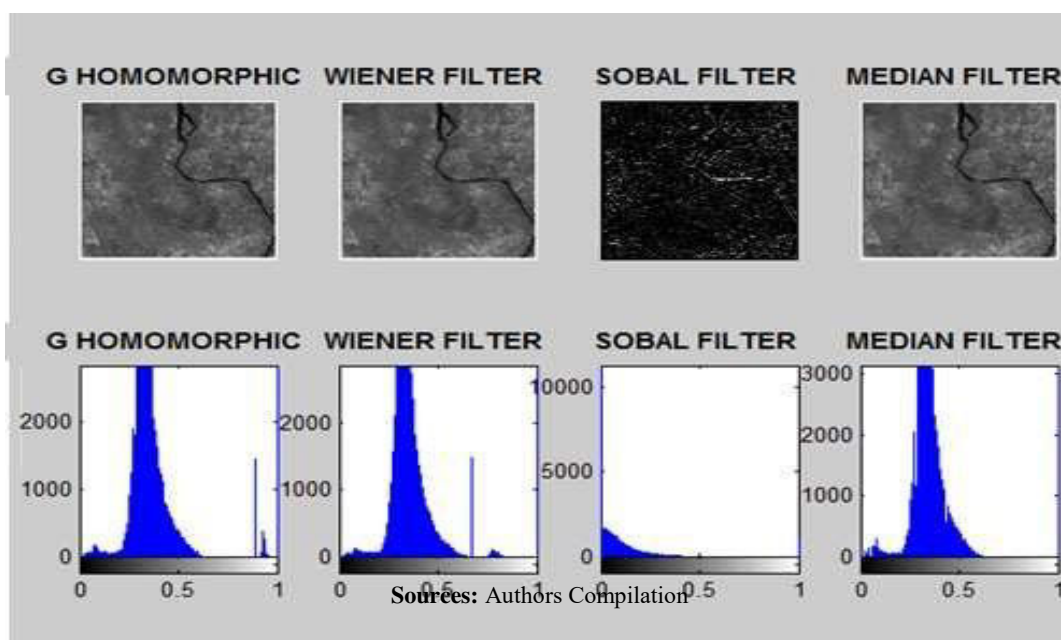 G HOMOMORPHIC WIENER FILTER SOBAL FILTER MEDIAN FILTER
G HOMOMORPHIC WIENER FILTER SOBAL FILTER MEDIAN FILTER
2000
1000
0
0 0.5 1
2000
1000
0
0 0.5 1
10000
5000
0
0 0.5 1
3000
2000
1000
0
0 0.5 1
Sources: Authors Compilation